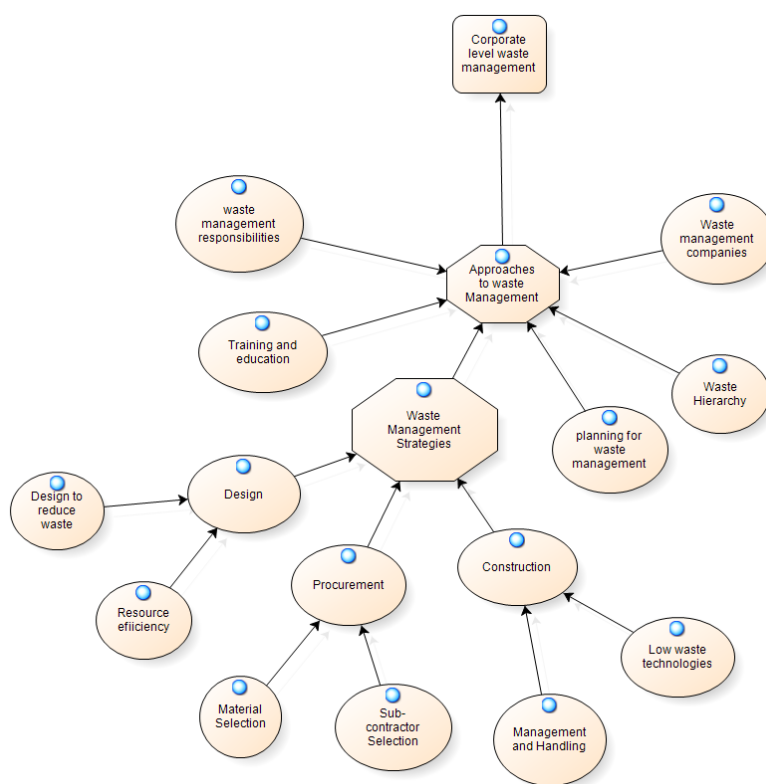 Corporate
level waste
management
waste
management
responsibilities
Waste
management
companies
Approaches
to waste
Management
Training and
education
Waste
Hierarchy
Waste
Management
Strategies
planning for
waste
management
Design to
reduce
waste
Design
Resource
efiiciency
Procurement
Construction
Low waste
technologies
Material
Selection
Sub-
contractor
Selection
Management
and Handling